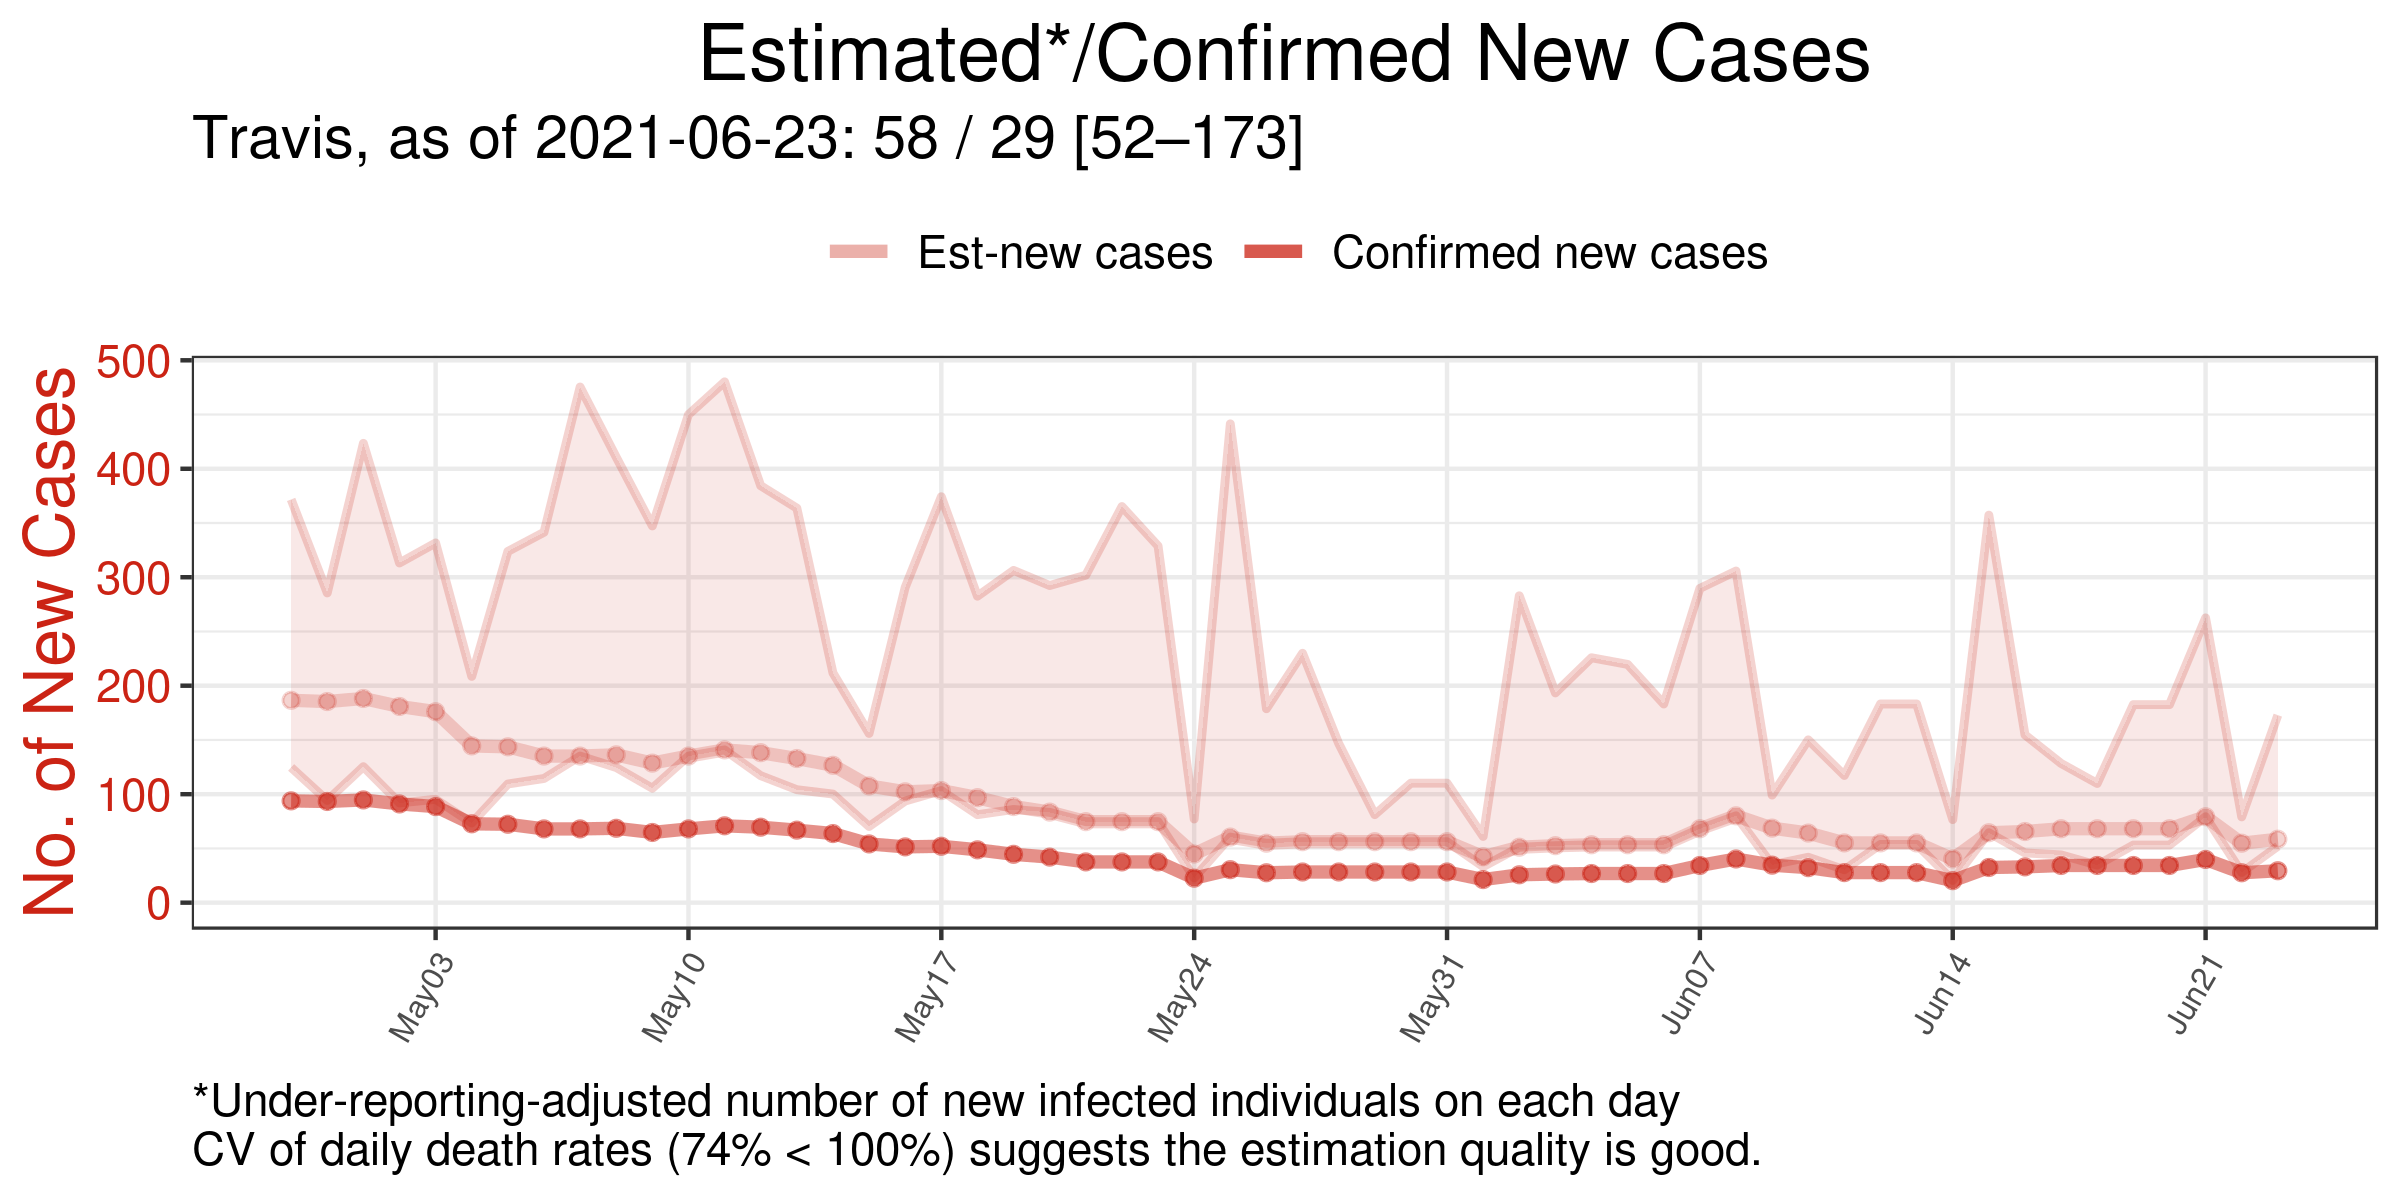 Estimated*/Confirmed New Cases
Travis, as of 2021-06-23: 58 / 29 [52–173]
Est-new cases
Confirmed new cases
No. of New Cases
500
400
300
200
100
0
May03
May10
May17
May24
May31
Jun07
Jun14
Jun21
*Under-reporting-adjusted number of new infected individuals on each day
CV of daily death rates (74% < 100%) suggests the estimation quality is good.